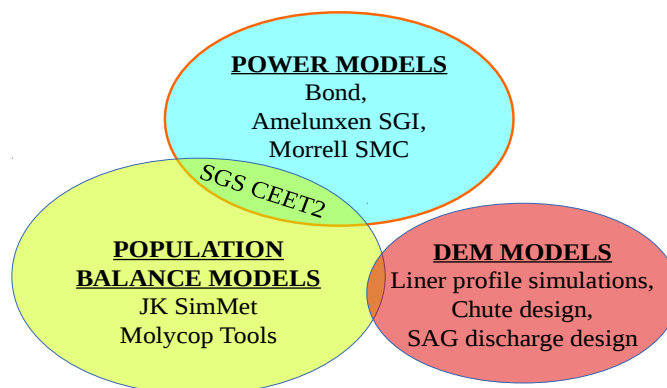 POWER MODELS
Bond,
Amelunxen SGI,
Morrell SMC
SGS CEET2
POPULATION
BALANCE MODELS
JK SimMet
Molycop Tools
DEM MODELS
Liner profile simulations,
Chute design,
SAG discharge design